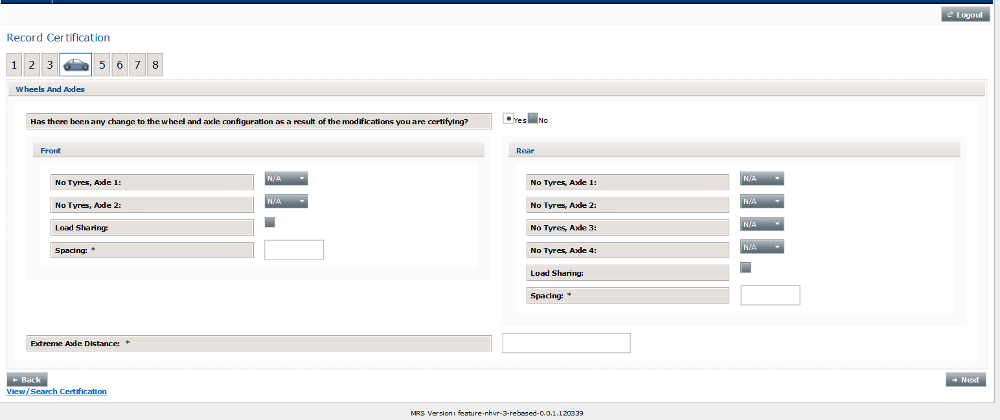 Logout
Record Certification
1 2 3 5 6 7 8
Wheels And Axles
Has there been any change to the wheel and axle configuration as a result of the modifications you are certifying?
Yes No
Front
No Tyres, Axle 1: N/A
No Tyres, Axle 2: N/A
Load Sharing:
Spacing: *
Rear
No Tyres, Axle 1: N/A
No Tyres, Axle 2: N/A
No Tyres, Axle 3: N/A
No Tyres, Axle 4: N/A
Load Sharing:
Spacing: *
Extreme Axle Distance: *
← Back
→ Next
View/Search Certification
MRS Version: feature-nhvr-3-rebased-0.0.1.120339